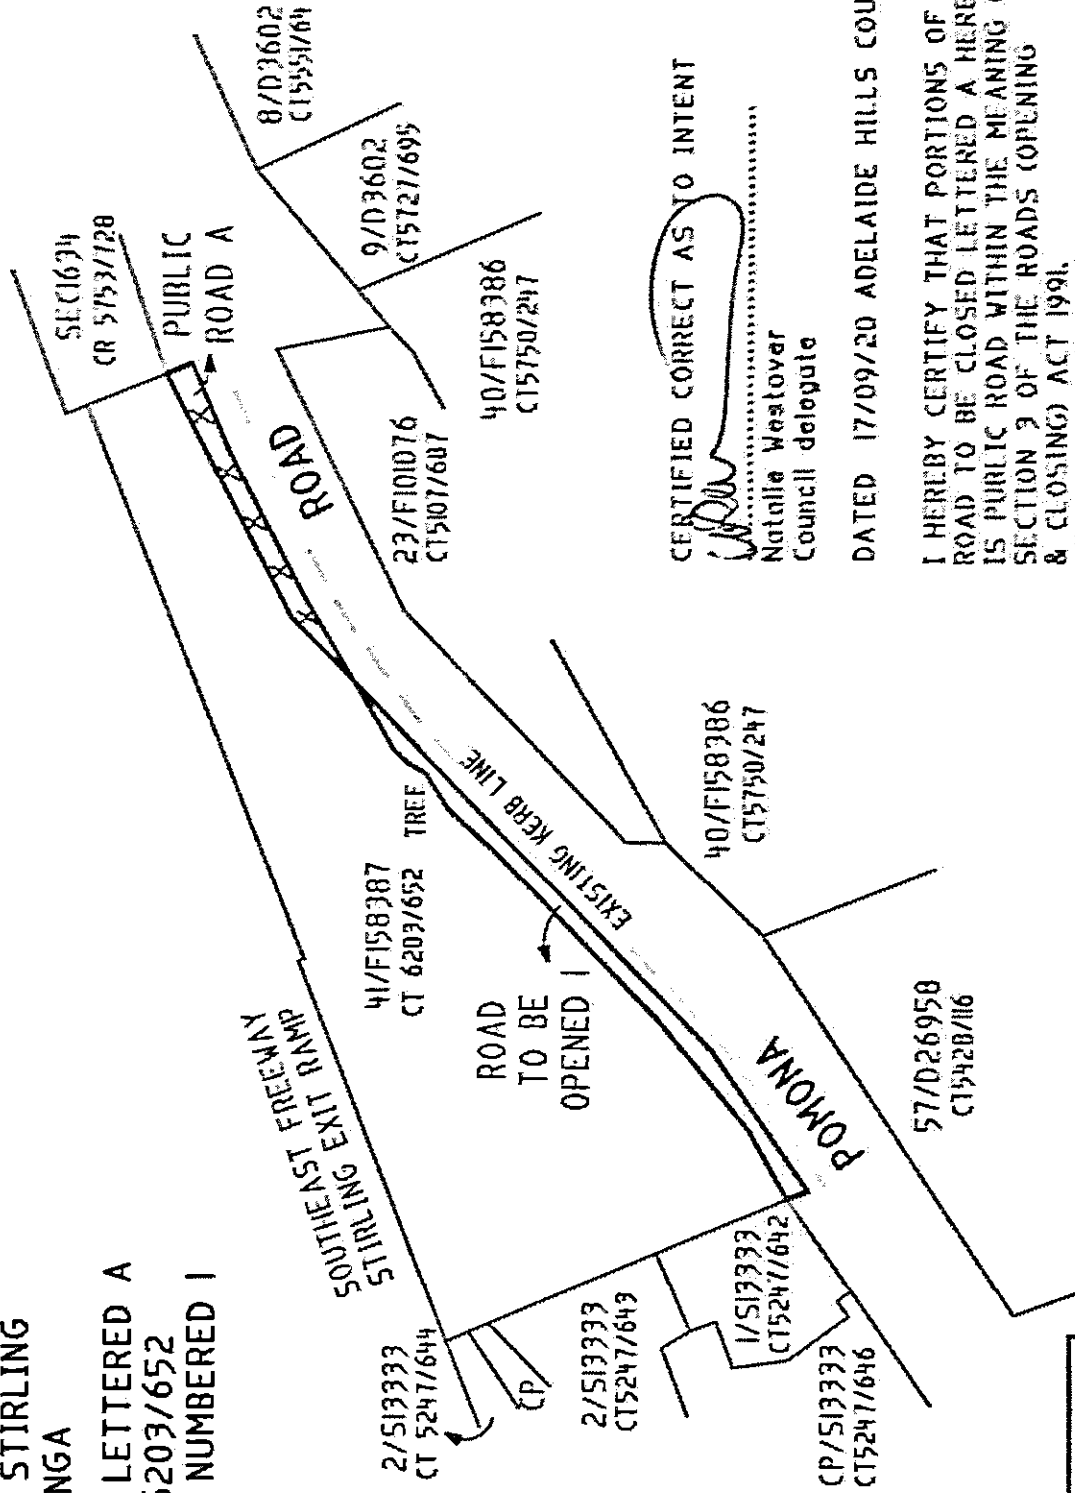 STIRLING
NGA
LETTERED A
6203/652
NUMBERED 1
SOUTHEAST FREEWAY
STIRLING EXIT RAMP
2/S13333
CT 5247/644
CP
2/S13333
CT5247/643
1/S13333
CT5247/642
CP/S13333
CT5247/646
41/F158387
CT 6203/652
TREE
ROAD
TO BE
OPENED 1
EXISTING KERB LINE
POMONA
ROAD
57/D26958
CT5428/116
40/F158386
CT5750/247
23/F101076
CT5107/687
SEC1634
CR 5753/728
PUBLIC
ROAD A
8/D3602
CT5551/64
9/D3602
CT5727/695
40/F158386
CT5750/247
CERTIFIED CORRECT AS TO INTENT
Natalie Westover
Council delegate
DATED 17/09/20 ADELAIDE HILLS COU
I HEREBY CERTIFY THAT PORTIONS OF
ROAD TO BE CLOSED LETTERED A HERE
IS PUBLIC ROAD WITHIN THE MEANING
SECTION 3 OF THE ROADS (OPENING
& CLOSING) ACT 1991.